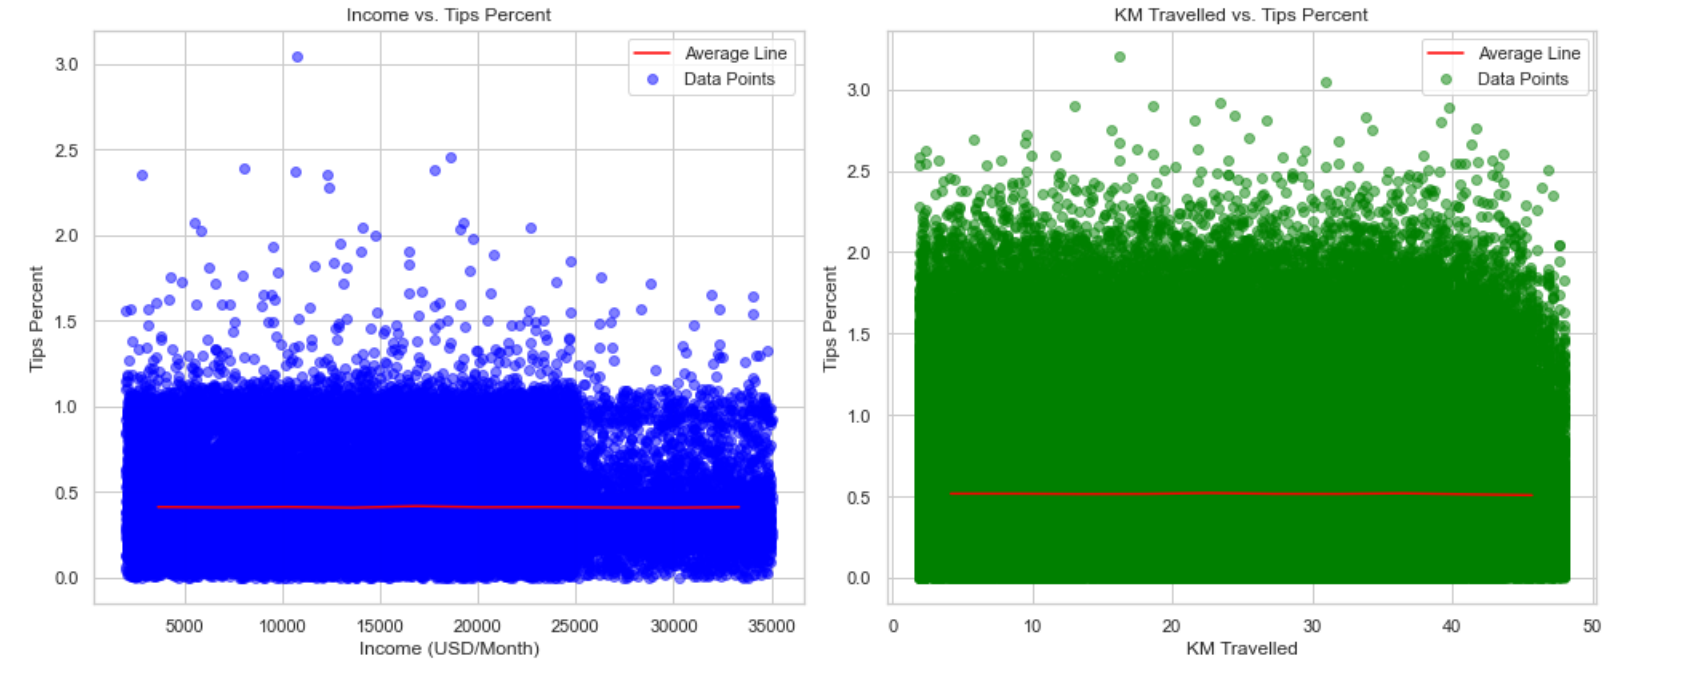 Income vs. Tips Percent
Average Line
Data Points
3.0
2.5
2.0
1.5
1.0
0.5
0.0
Tips Percent
5000 10000 15000 20000 25000 30000 35000
Income (USD/Month)
KM Travelled vs. Tips Percent
Average Line
Data Points
3.0
2.5
2.0
1.5
1.0
0.5
0.0
Tips Percent
0 10 20 30 40 50
KM Travelled